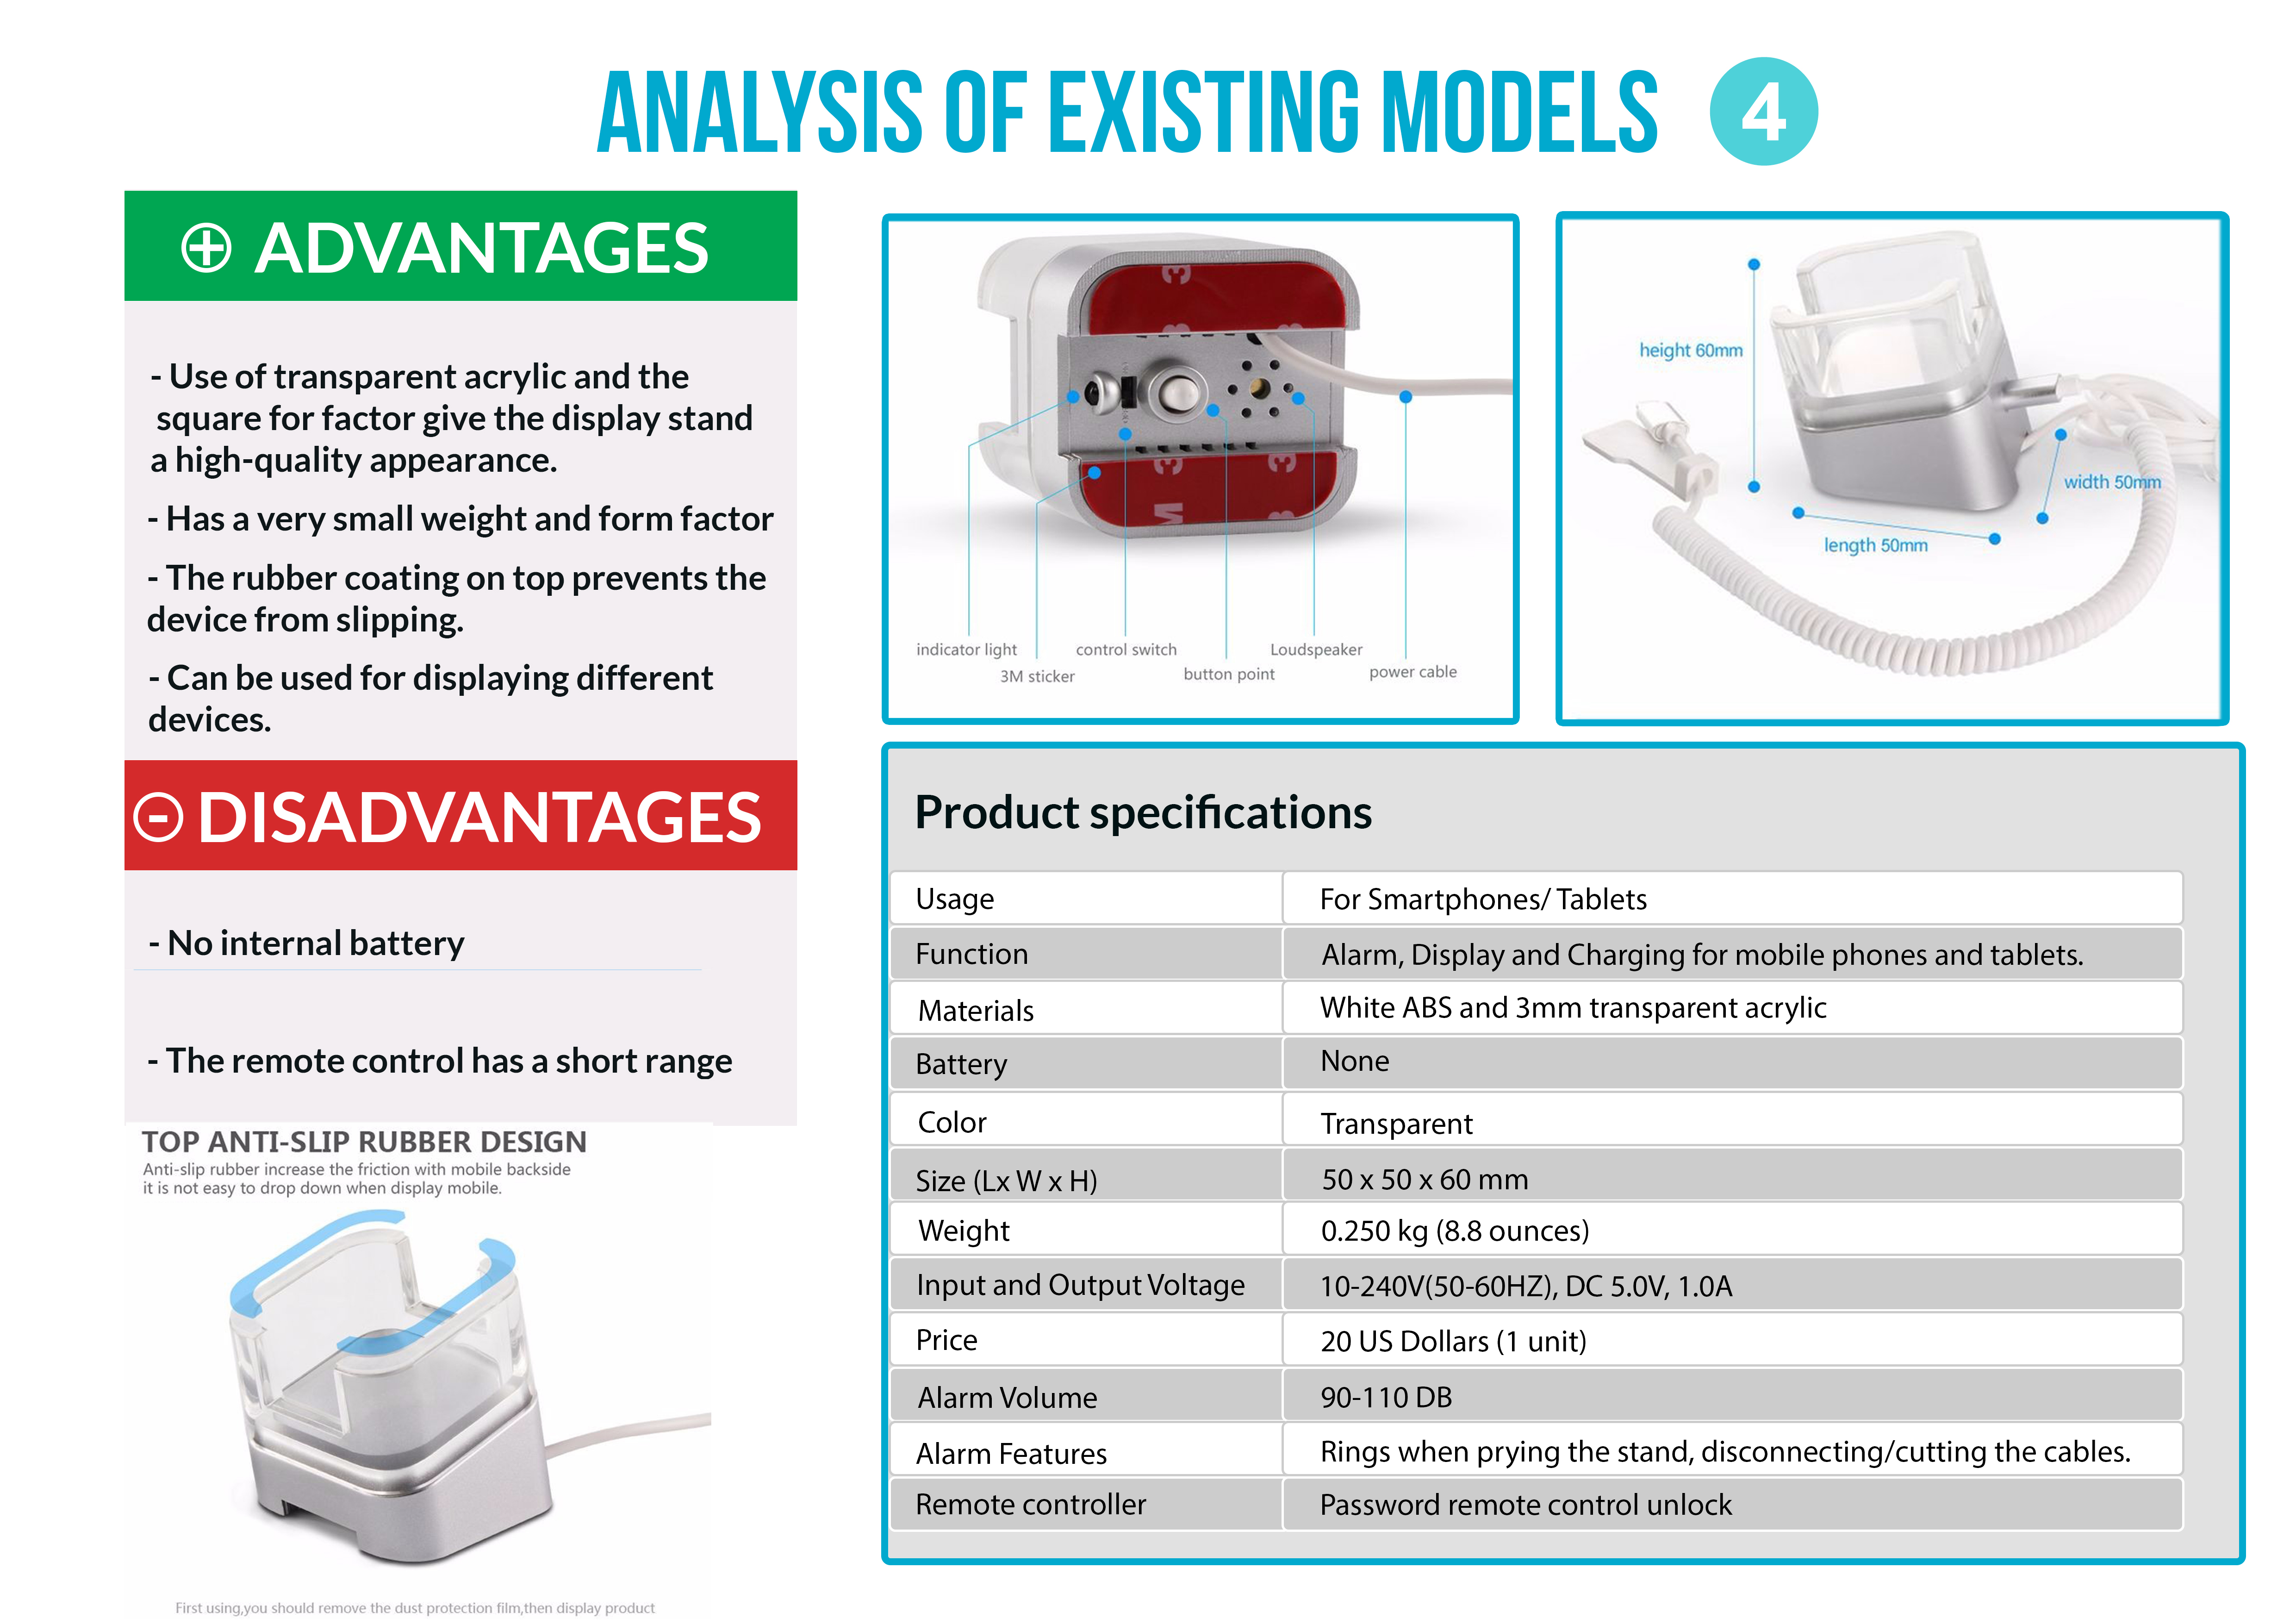 ANALYSIS OF EXISTING MODELS 4
ADVANTAGES
- Use of transparent acrylic and the
square for factor give the display stand
a high-quality appearance.
- Has a very small weight and form factor
- The rubber coating on top prevents the
device from slipping.
- Can be used for displaying different
devices.
DISADVANTAGES
- No internal battery
- The remote control has a short range
TOP ANTI-SLIP RUBBER DESIGN
Anti-slip rubber increase the friction with mobile backside
it is not easy to drop down when display mobile.
First using,you should remove the dust protection film,then display product
3
3
3
3
3
M
3
indicator light
3M sticker
control switch
button point
Loudspeaker
power cable
height 60mm
width 50mm
length 50mm
Product specifications
Usage For Smartphones/ Tablets
Function Alarm, Display and Charging for mobile phones and tablets.
Materials White ABS and 3mm transparent acrylic
Battery None
Color Transparent
Size (Lx W x H) 50 x 50 x 60 mm
Weight 0.250 kg (8.8 ounces)
Input and Output Voltage 10-240V(50-60HZ), DC 5.0V, 1.0A
Price 20 US Dollars (1 unit)
Alarm Volume 90-110 DB
Alarm Features Rings when prying the stand, disconnecting/cutting the cables.
Remote controller Password remote control unlock